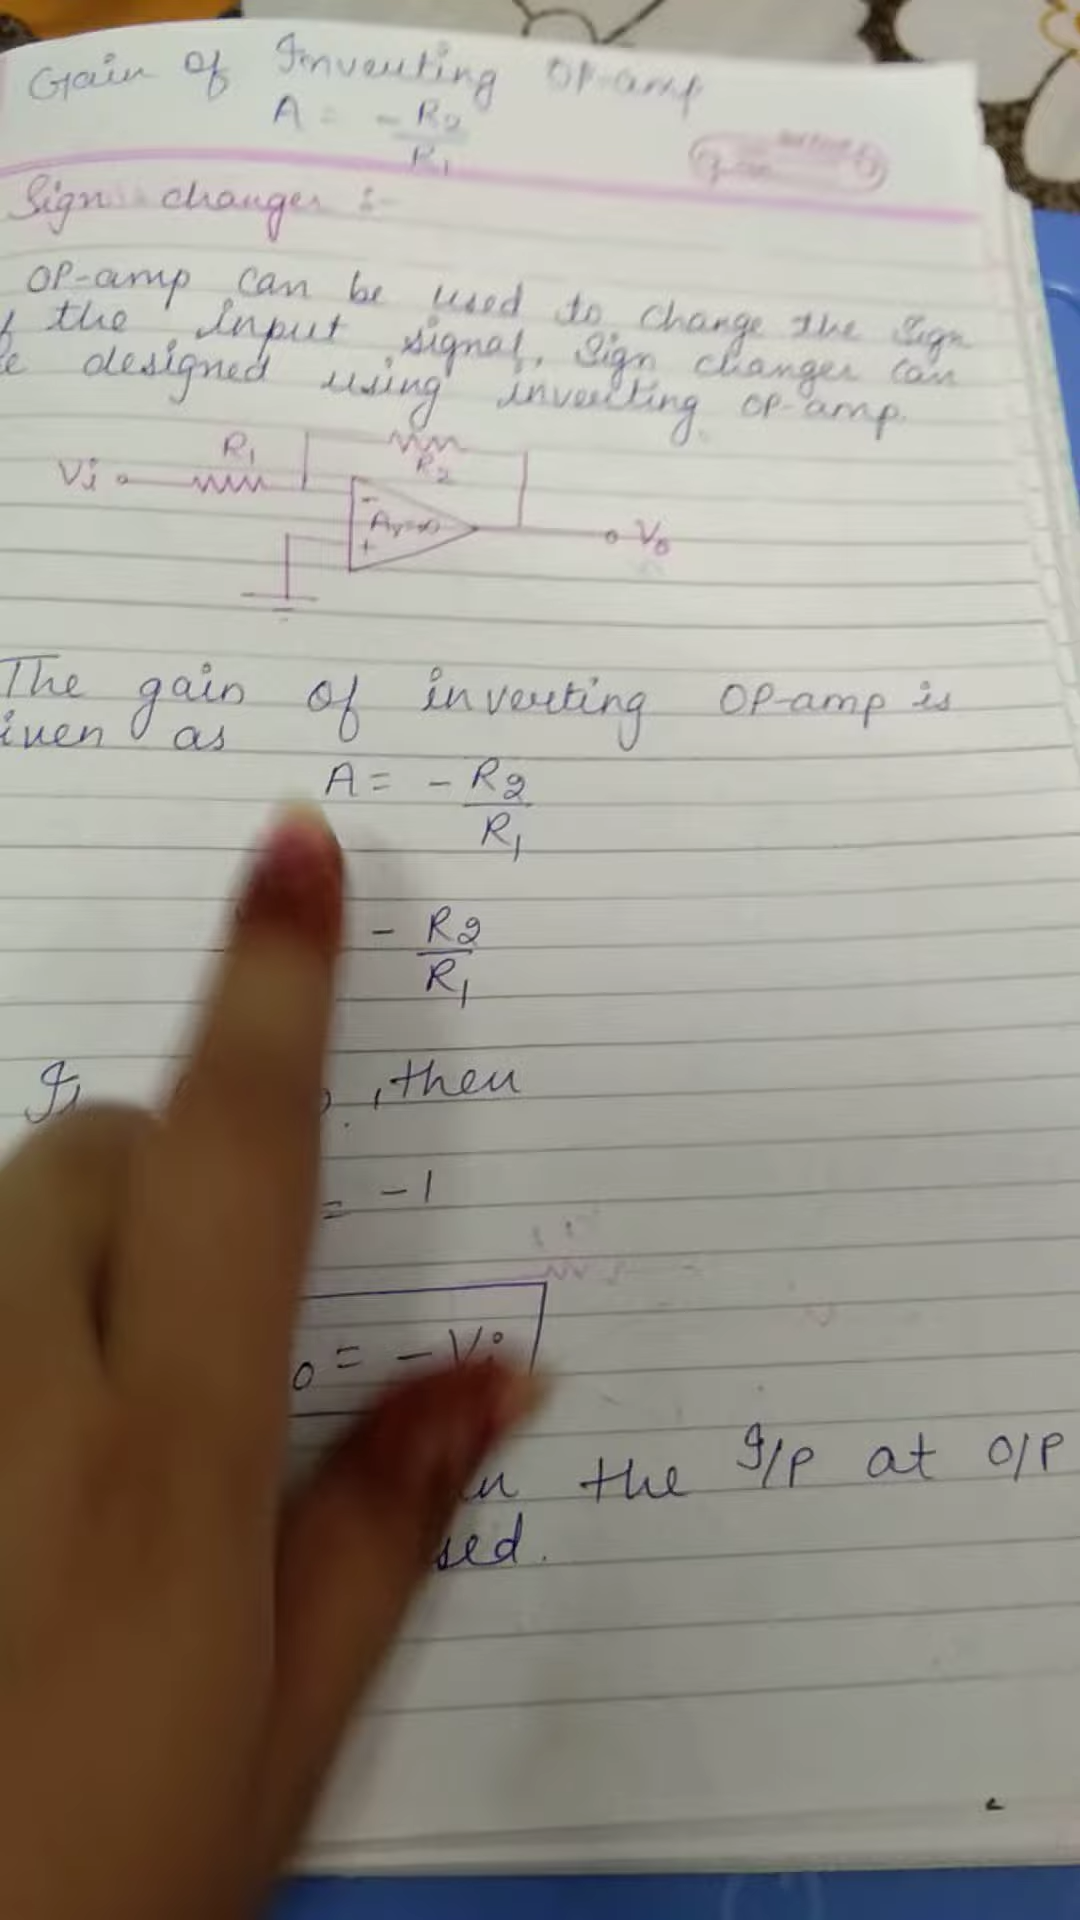 Gain of Inverting OP-amp
A = -R2
R1
Sign changer :-
OP-amp can be used to change the sign
the input signal. Sign changer can
designed using inverting OP-amp.
R1
R2
Vi
-
Av=∞
+
Vo
The gain of inverting OP-amp is
iven as
A = - R2
R1
- R2
R1
, then
= -1
o = - Vi
the I/P at O/P
sed.